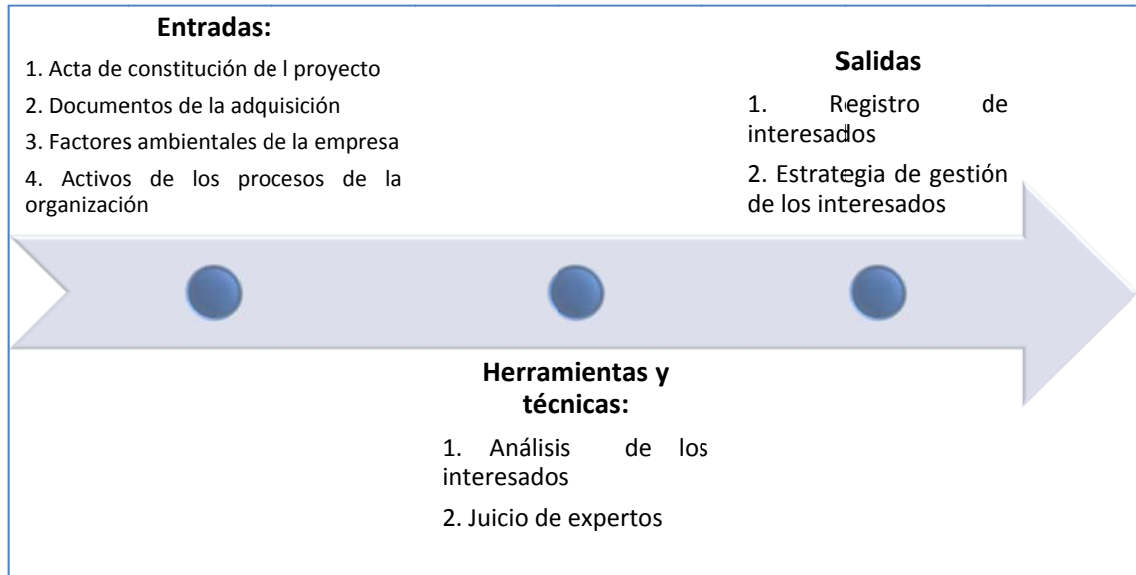 Entradas:
1. Acta de constitución de l proyecto
2. Documentos de la adquisición
3. Factores ambientales de la empresa
4. Activos de los procesos de la
organización
Salidas
1. Registro de
interesados
2. Estrategia de gestión
de los interesados
Herramientas y
técnicas:
1. Análisis de los
interesados
2. Juicio de expertos